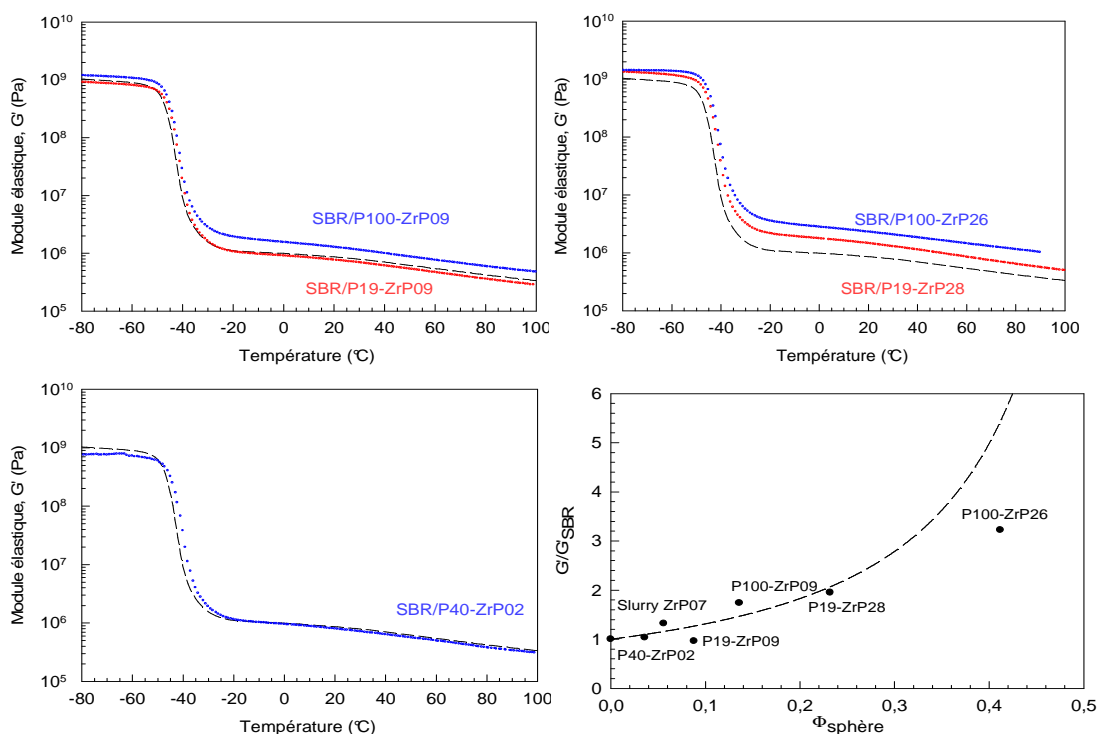 10^10
10^9
10^8
10^7
10^6
10^5
Module élastique, G' (Pa)
SBR/P100-ZrP09
SBR/P19-ZrP09
-80 -60 -40 -20 0 20 40 60 80 100
Température (°C)
10^10
10^9
10^8
10^7
10^6
10^5
Module élastique, G' (Pa)
SBR/P100-ZrP26
SBR/P19-ZrP28
-80 -60 -40 -20 0 20 40 60 80 100
Température (°C)
10^10
10^9
10^8
10^7
10^6
10^5
Module élastique, G' (Pa)
SBR/P40-ZrP02
-80 -60 -40 -20 0 20 40 60 80 100
Température (°C)
6
5
4
3
2
1
0
G'/G'SBR
P100-ZrP26
P100-ZrP09
Slurry ZrP07
P19-ZrP28
P40-ZrP02
P19-ZrP09
0,0 0,1 0,2 0,3 0,4 0,5
Φsphère